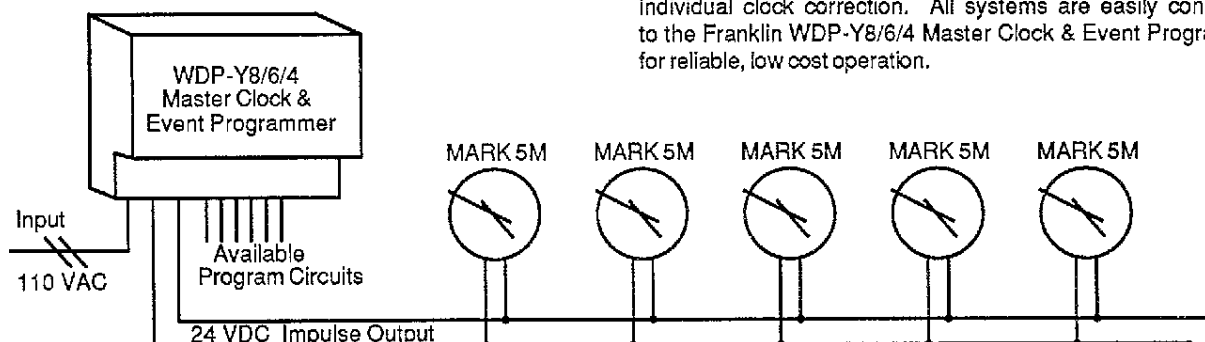 individual clock correction. All systems are easily
to the Franklin WDP-Y8/6/4 Master Clock & Event
for reliable, low cost operation.
WDP-Y8/6/4
Master Clock &
Event Programmer
MARK 5M MARK 5M MARK 5M MARK 5M MARK 5M
Input
110 VAC
Available
Program Circuits
24 VDC Impulse Output